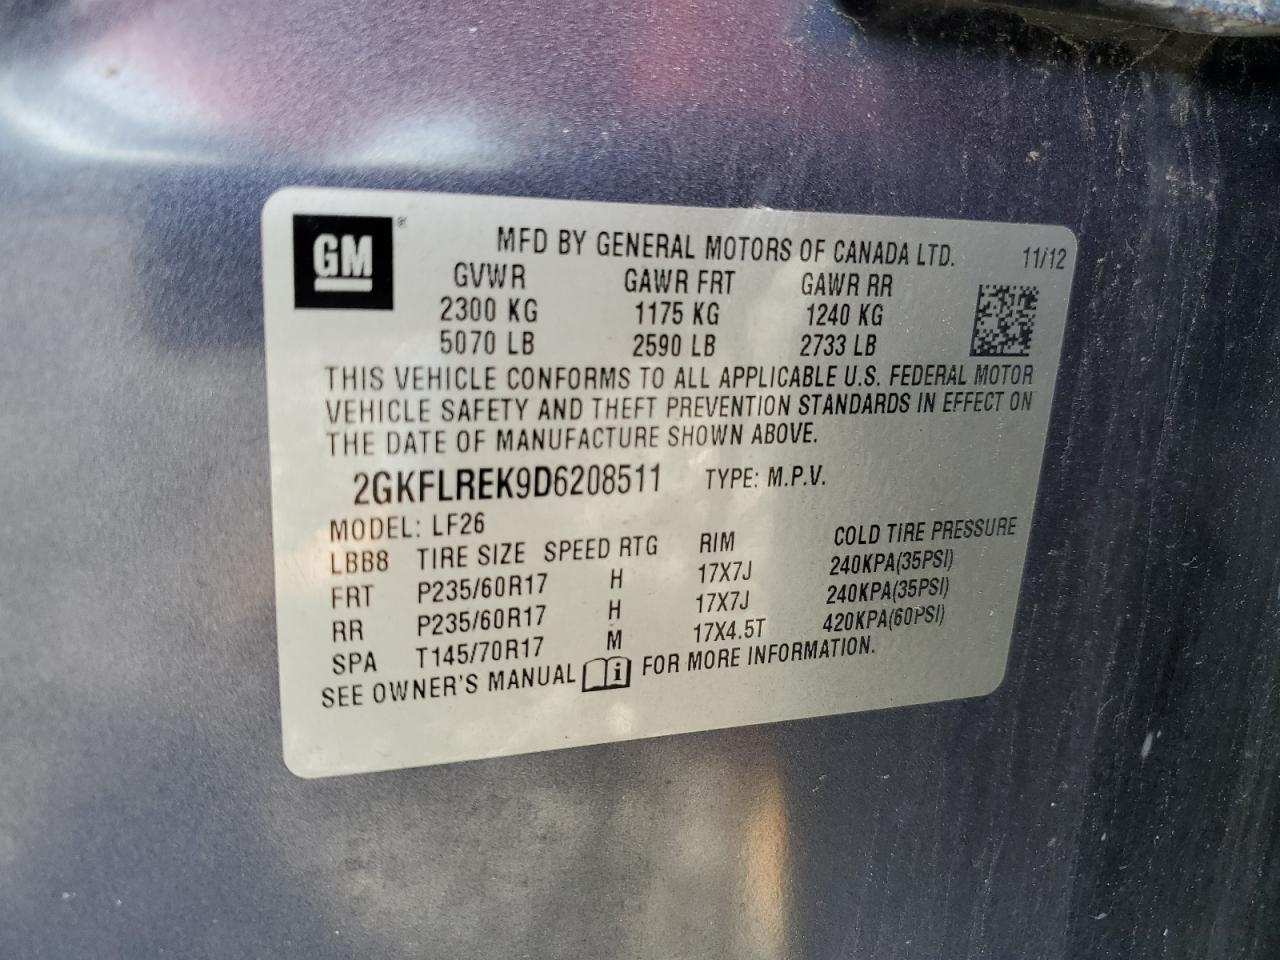 GM ®
MFD BY GENERAL MOTORS OF CANADA LTD. 11/12
GVWR GAWR FRT GAWR RR
2300 KG 1175 KG 1240 KG
5070 LB 2590 LB 2733 LB
THIS VEHICLE CONFORMS TO ALL APPLICABLE U.S. FEDERAL MOTOR
VEHICLE SAFETY AND THEFT PREVENTION STANDARDS IN EFFECT ON
THE DATE OF MANUFACTURE SHOWN ABOVE.
2GKFLREK9D6208511 TYPE: M.P.V.
MODEL: LF26
LBB8 TIRE SIZE SPEED RTG RIM COLD TIRE PRESSURE
FRT P235/60R17 H 17X7J 240KPA(35PSI)
RR P235/60R17 H 17X7J 240KPA(35PSI)
SPA T145/70R17 M 17X4.5T 420KPA(60PSI)
SEE OWNER'S MANUAL i FOR MORE INFORMATION.